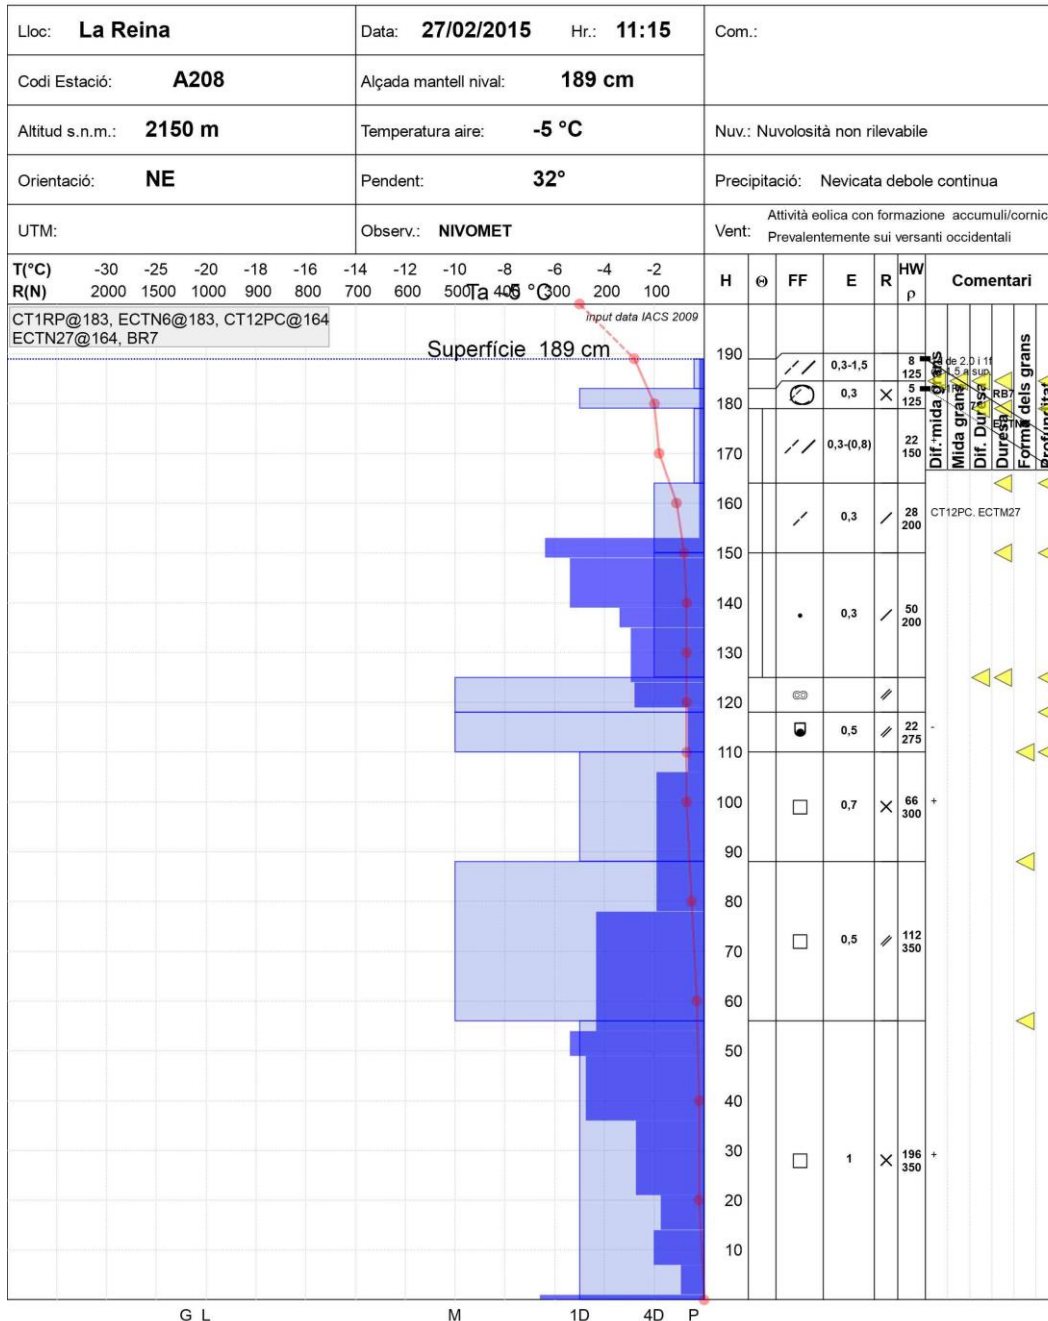 Lloc: La Reina
Data: 27/02/2015 Hr.: 11:15
Com.:
Codi Estació: A208
Alçada mantell nival: 189 cm
Altitud s.n.m.: 2150 m
Temperatura aire: -5 °C
Nuv.: Nuvolosità non rilevabile
Orientació: NE
Pendent: 32°
Precipitació: Nevicata debole continua
UTM:
Observ.: NIVOMET
Vent: Attività eolica con formazione accumuli/cornic
Prevalentemente sui versanti occidentali
T(°C) -30 -25 -20 -18 -16 -14 -12 -10 -8 -6 -4 -2
R(N) 2000 1500 1000 900 800 700 600 500 400 300 200 100
H Θ FF E R HW ρ Comentari
Ta -5 °C
input data IACS 2009
CT1RP@183, ECTN6@183, CT12PC@164
ECTN27@164, BR7
Superfície 189 cm
Dif. mida grans
Mida grans
Dif. Duresa
Duresa
Forma dels grans
Profunditat
190
0,3-1,5 8
125
de 2.0 i 1f
RB7
180
0,3 5
125
170
0,3-(0,8) 22
150
160
0,3 28
200
CT12PC. ECTM27
150
140
0,3 50
200
130
120
0,5 22
275 -
110
100
0,7 66
300 +
90
80
0,5 112
350
70
60
50
40
30
1 196
350 +
20
10
G L M 1D 4D P